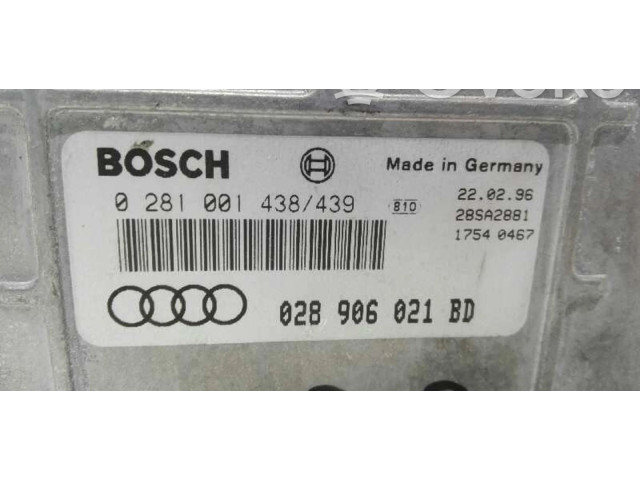 BOSCH
Made in Germany
0 281 001 438/439
810
22.02.96
28SA2881
1754 0467
028 906 021 BD